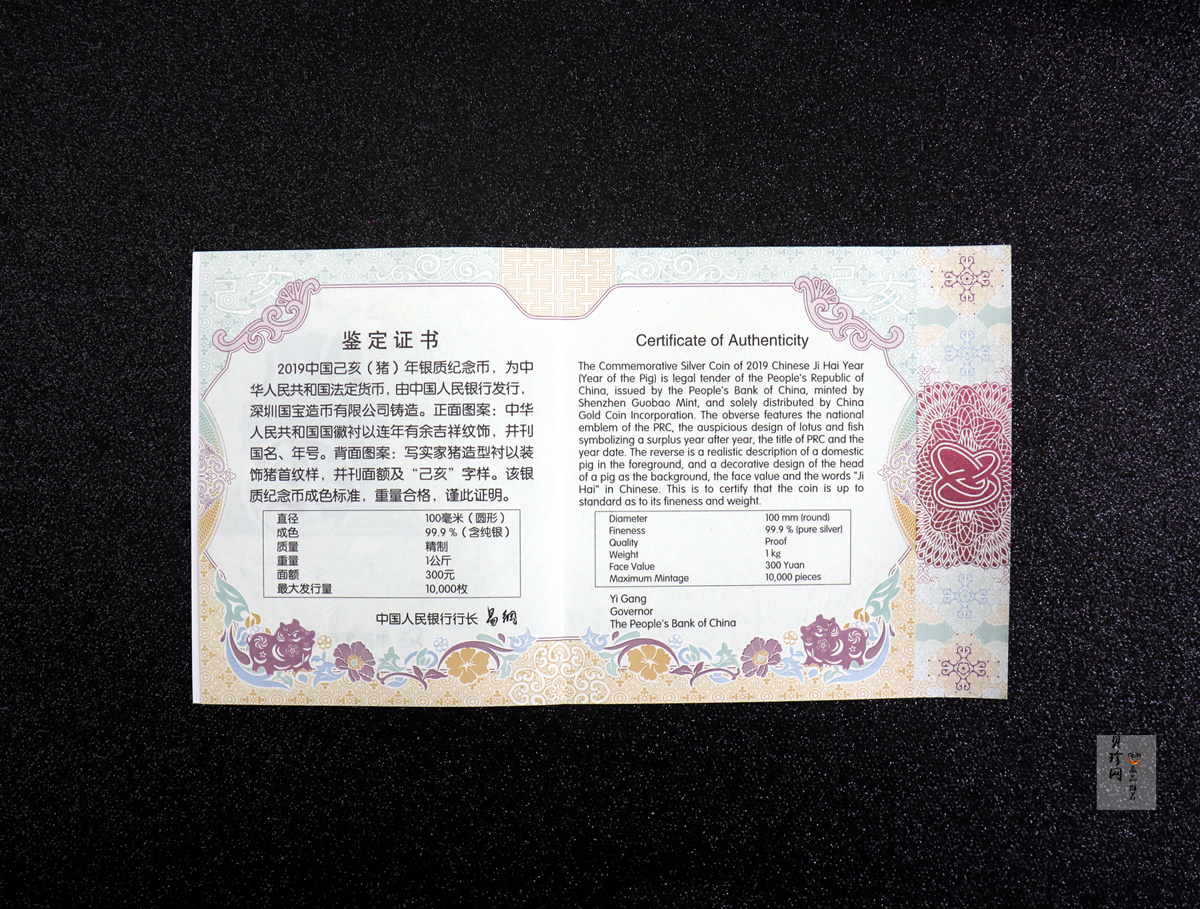 鉴定证书
2019中国己亥（猪）年银质纪念币，为中
华人民共和国法定货币，由中国人民银行发行，
深圳国宝造币有限公司铸造。正面图案：中华
人民共和国国徽衬以连年有余吉祥纹饰，并刊
国名、年号。背面图案：写实家猪造型衬以装
饰猪首纹样，并刊面额及“己亥”字样。该银
质纪念币成色标准，重量合格，谨此证明。
直径 100毫米（圆形）
成色 99.9％（含纯银）
质量 精制
重量 1公斤
面额 300元
最大发行量 10,000枚
中国人民银行行长 易纲
Certificate of Authenticity
The Commemorative Silver Coin of 2019 Chinese Ji Hai Year
(Year of the Pig) is legal tender of the People's Republic of
China, issued by the People's Bank of China, minted by
Shenzhen Guobao Mint, and solely distributed by China
Gold Coin Incorporation. The obverse features the national
emblem of the PRC, the auspicious design of lotus and fish
symbolizing a surplus year after year, the title of PRC and the
year date. The reverse is a realistic description of a domestic
pig in the foreground, and a decorative design of the head
of a pig as the background, the face value and the words "Ji
Hai" in Chinese. This is to certify that the coin is up to
standard as to its fineness and weight.
Diameter 100 mm (round)
Fineness 99.9 % (pure silver)
Quality Proof
Weight 1 kg
Face Value 300 Yuan
Maximum Mintage 10,000 pieces
Yi Gang
Governor
The People's Bank of China
贝珍网